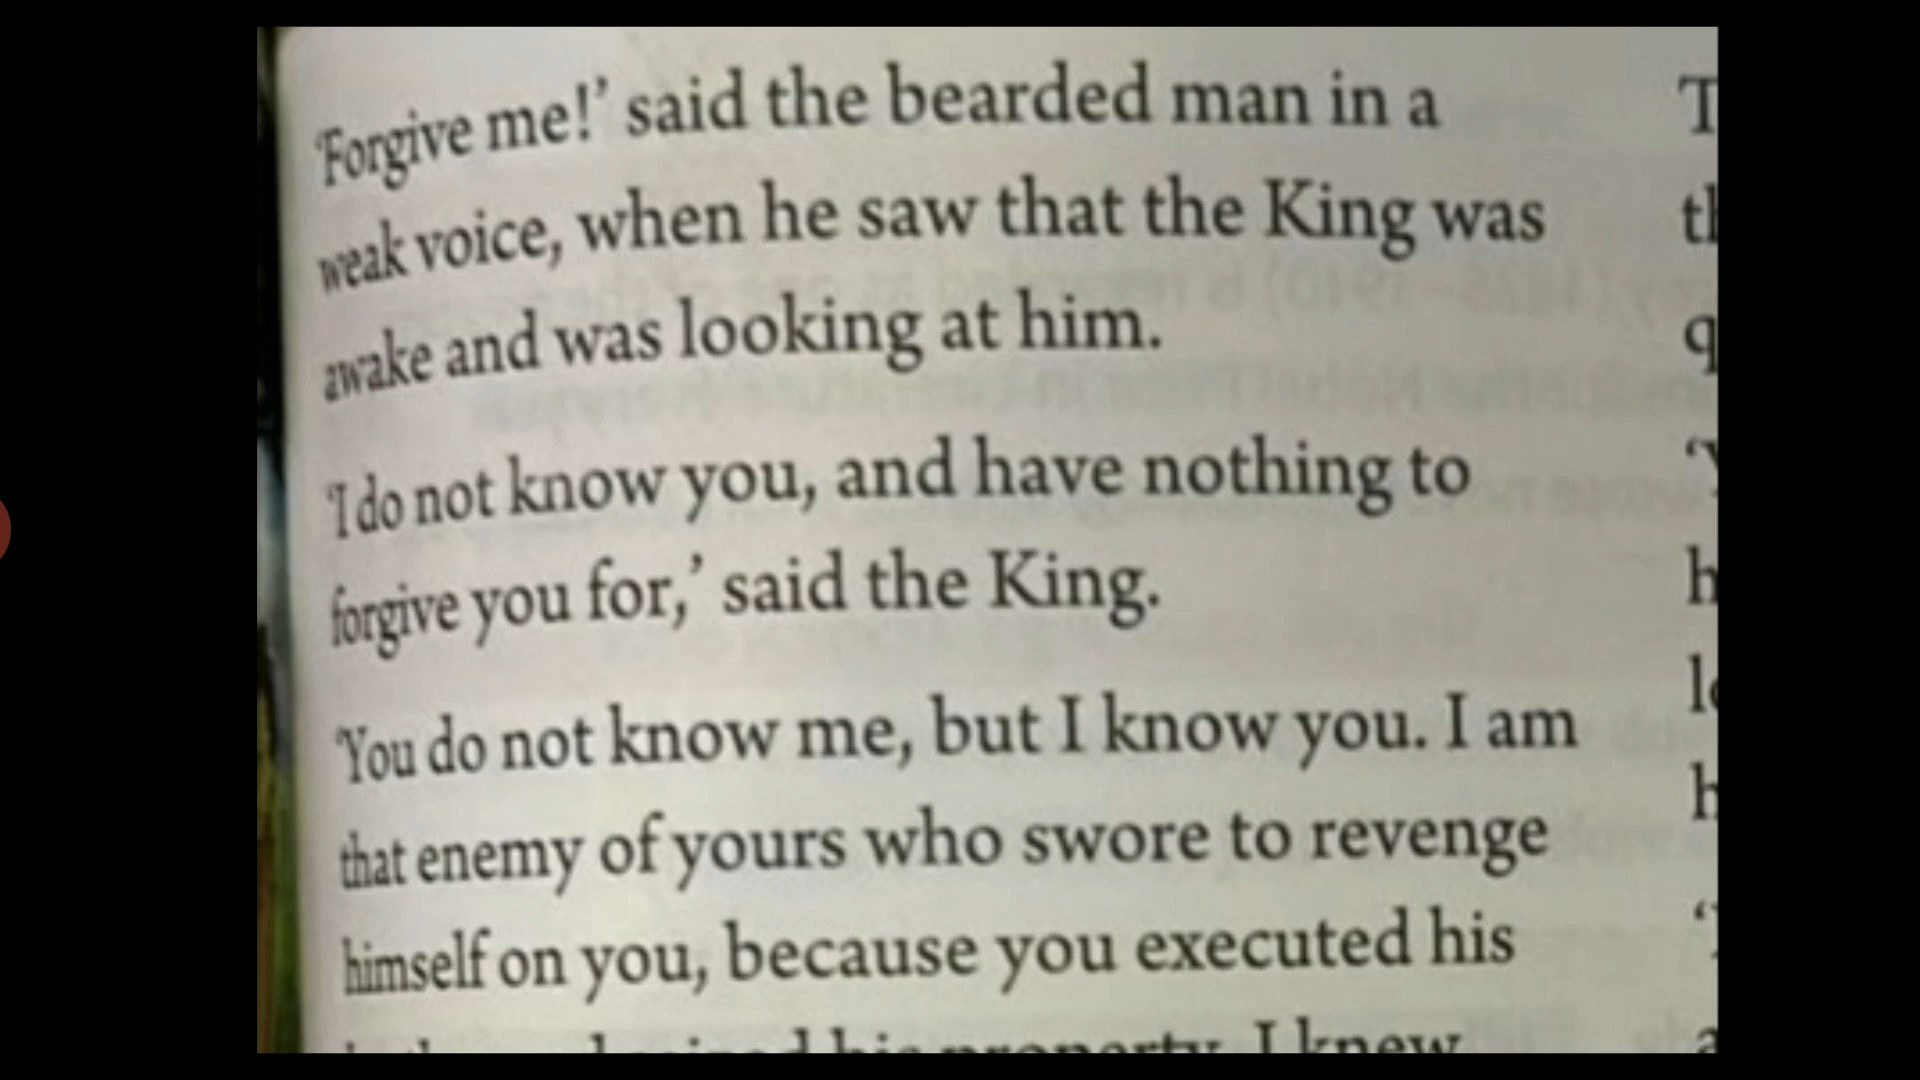 'Forgive me!' said the bearded man in a
weak voice, when he saw that the King was
awake and was looking at him.
'I do not know you, and have nothing to
forgive you for,' said the King.
'You do not know me, but I know you. I am
that enemy of yours who swore to revenge
himself on you, because you executed his
his property. I knew